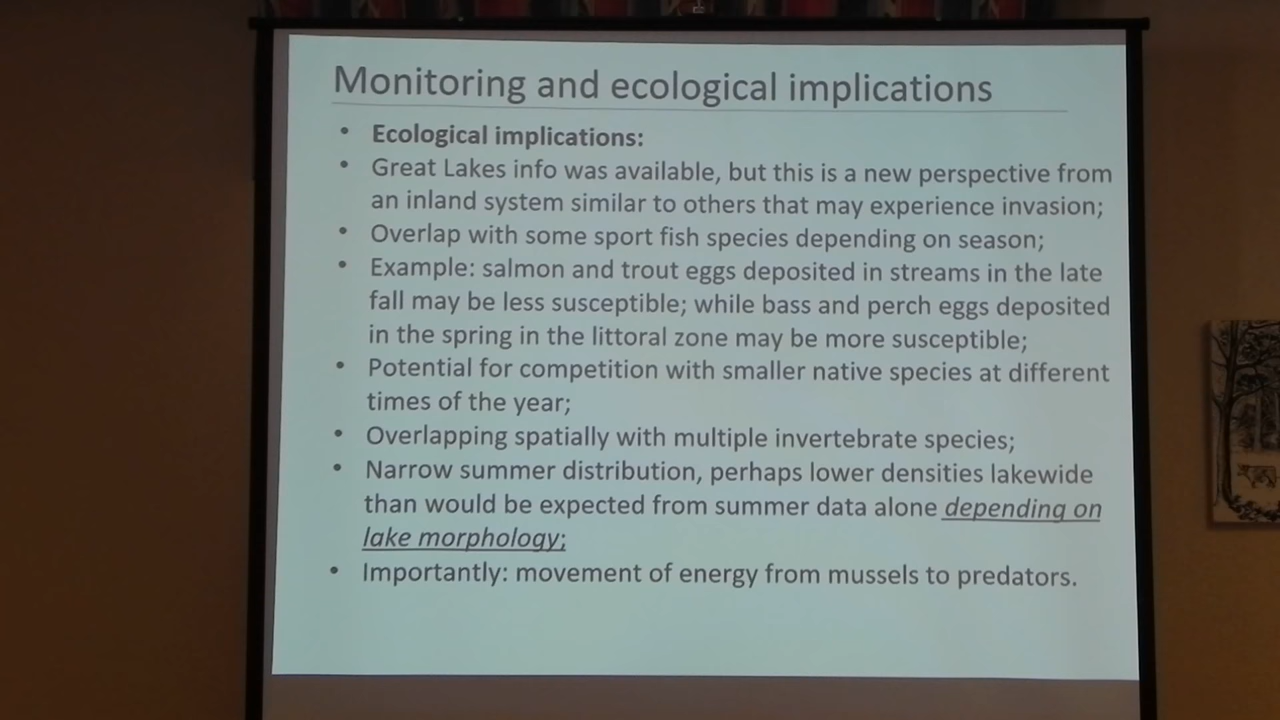 Monitoring and ecological implications
• Ecological implications:
• Great Lakes info was available, but this is a new perspective from
an inland system similar to others that may experience invasion;
• Overlap with some sport fish species depending on season;
• Example: salmon and trout eggs deposited in streams in the late
fall may be less susceptible; while bass and perch eggs deposited
in the spring in the littoral zone may be more susceptible;
• Potential for competition with smaller native species at different
times of the year;
• Overlapping spatially with multiple invertebrate species;
• Narrow summer distribution, perhaps lower densities lakewide
than would be expected from summer data alone depending on
lake morphology;
• Importantly: movement of energy from mussels to predators.